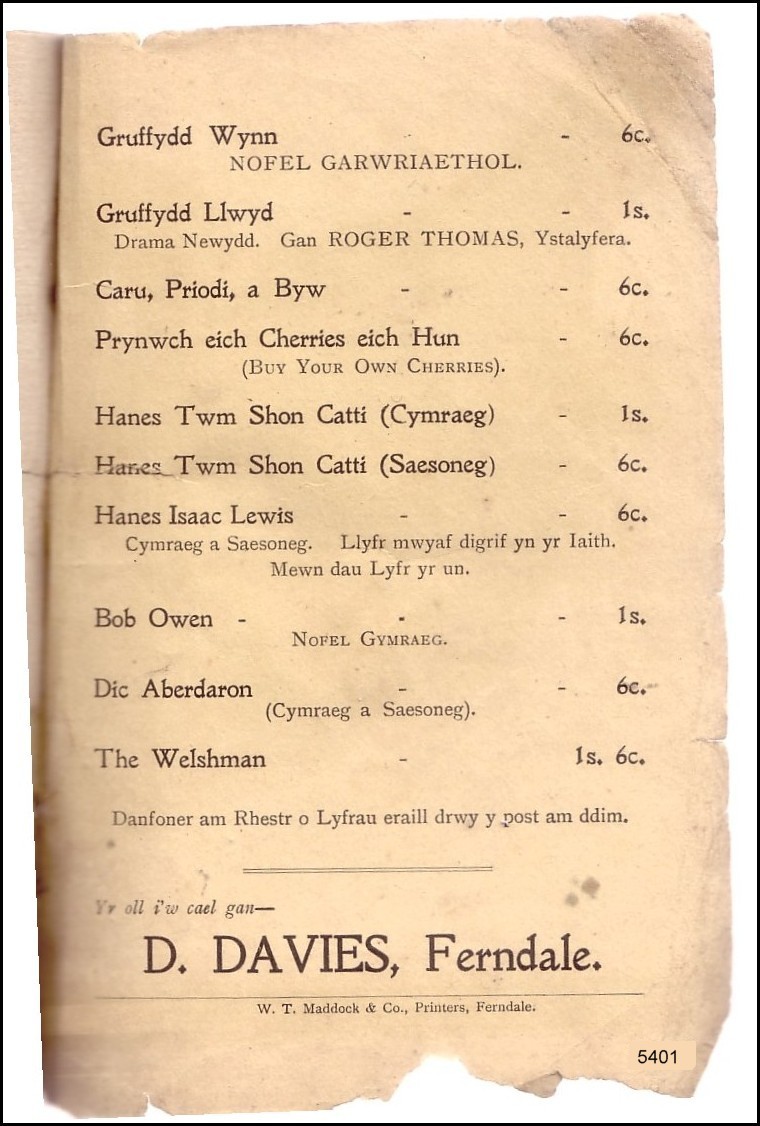 Gruffydd Wynn - - 6c.
NOFEL GARWRIAETHOL.
Gruffydd Llwyd - - 1s.
Drama Newydd. Gan ROGER THOMAS, Ystalyfera.
Caru, Priodi, a Byw - - 6c.
Prynwch eich Cherries eich Hun - 6c.
(BUY YOUR OWN CHERRIES).
Hanes Twm Shon Catti (Cymraeg) - 1s.
Hanes Twm Shon Catti (Saesoneg) - 6c.
Hanes Isaac Lewis - - 6c.
Cymraeg a Saesoneg. Llyfr mwyaf digrif yn yr Iaith.
Mewn dau Lyfr yr un.
Bob Owen - - - 1s.
NOFEL GYMRAEG.
Dic Aberdaron - - 6c.
(Cymraeg a Saesoneg).
The Welshman - 1s. 6c.
Danfoner am Rhestr o Lyfrau eraill drwy y post am ddim.
Yr oll i'w cael gan—
D. DAVIES, Ferndale.
W. T. Maddock & Co., Printers, Ferndale.
5401